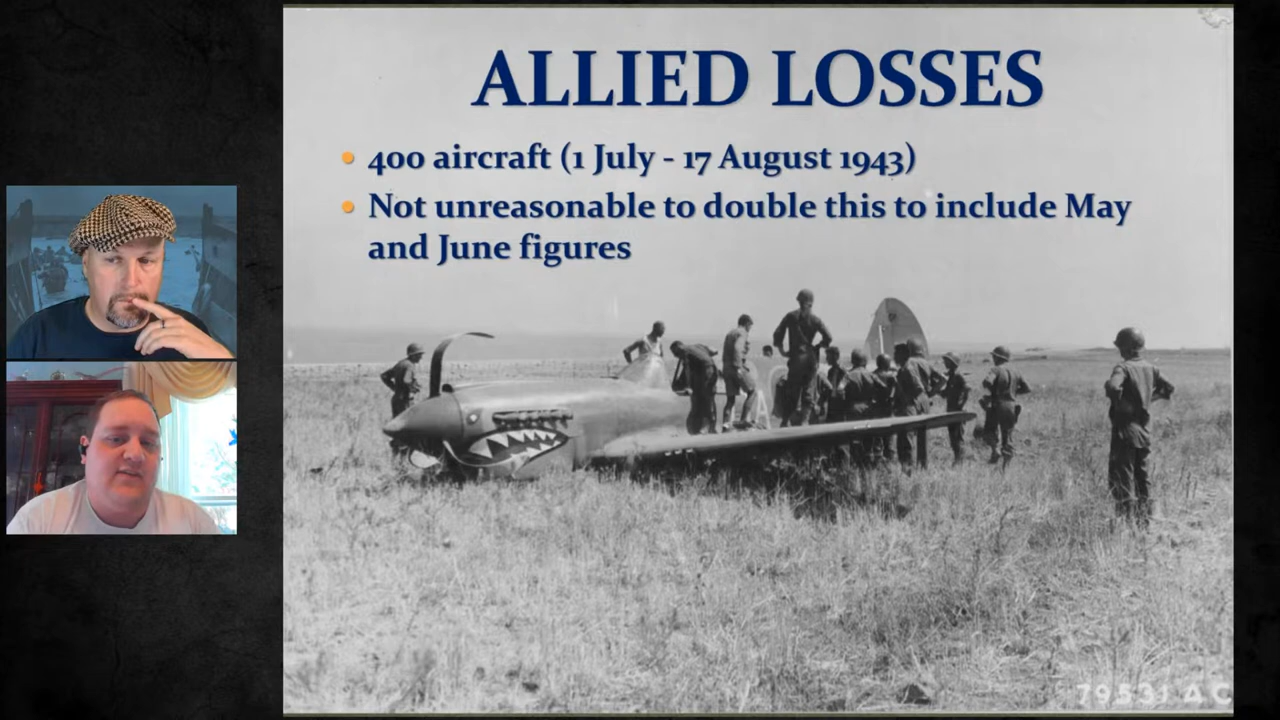 ALLIED LOSSES
• 400 aircraft (1 July - 17 August 1943)
• Not unreasonable to double this to include May
and June figures
79531 AC